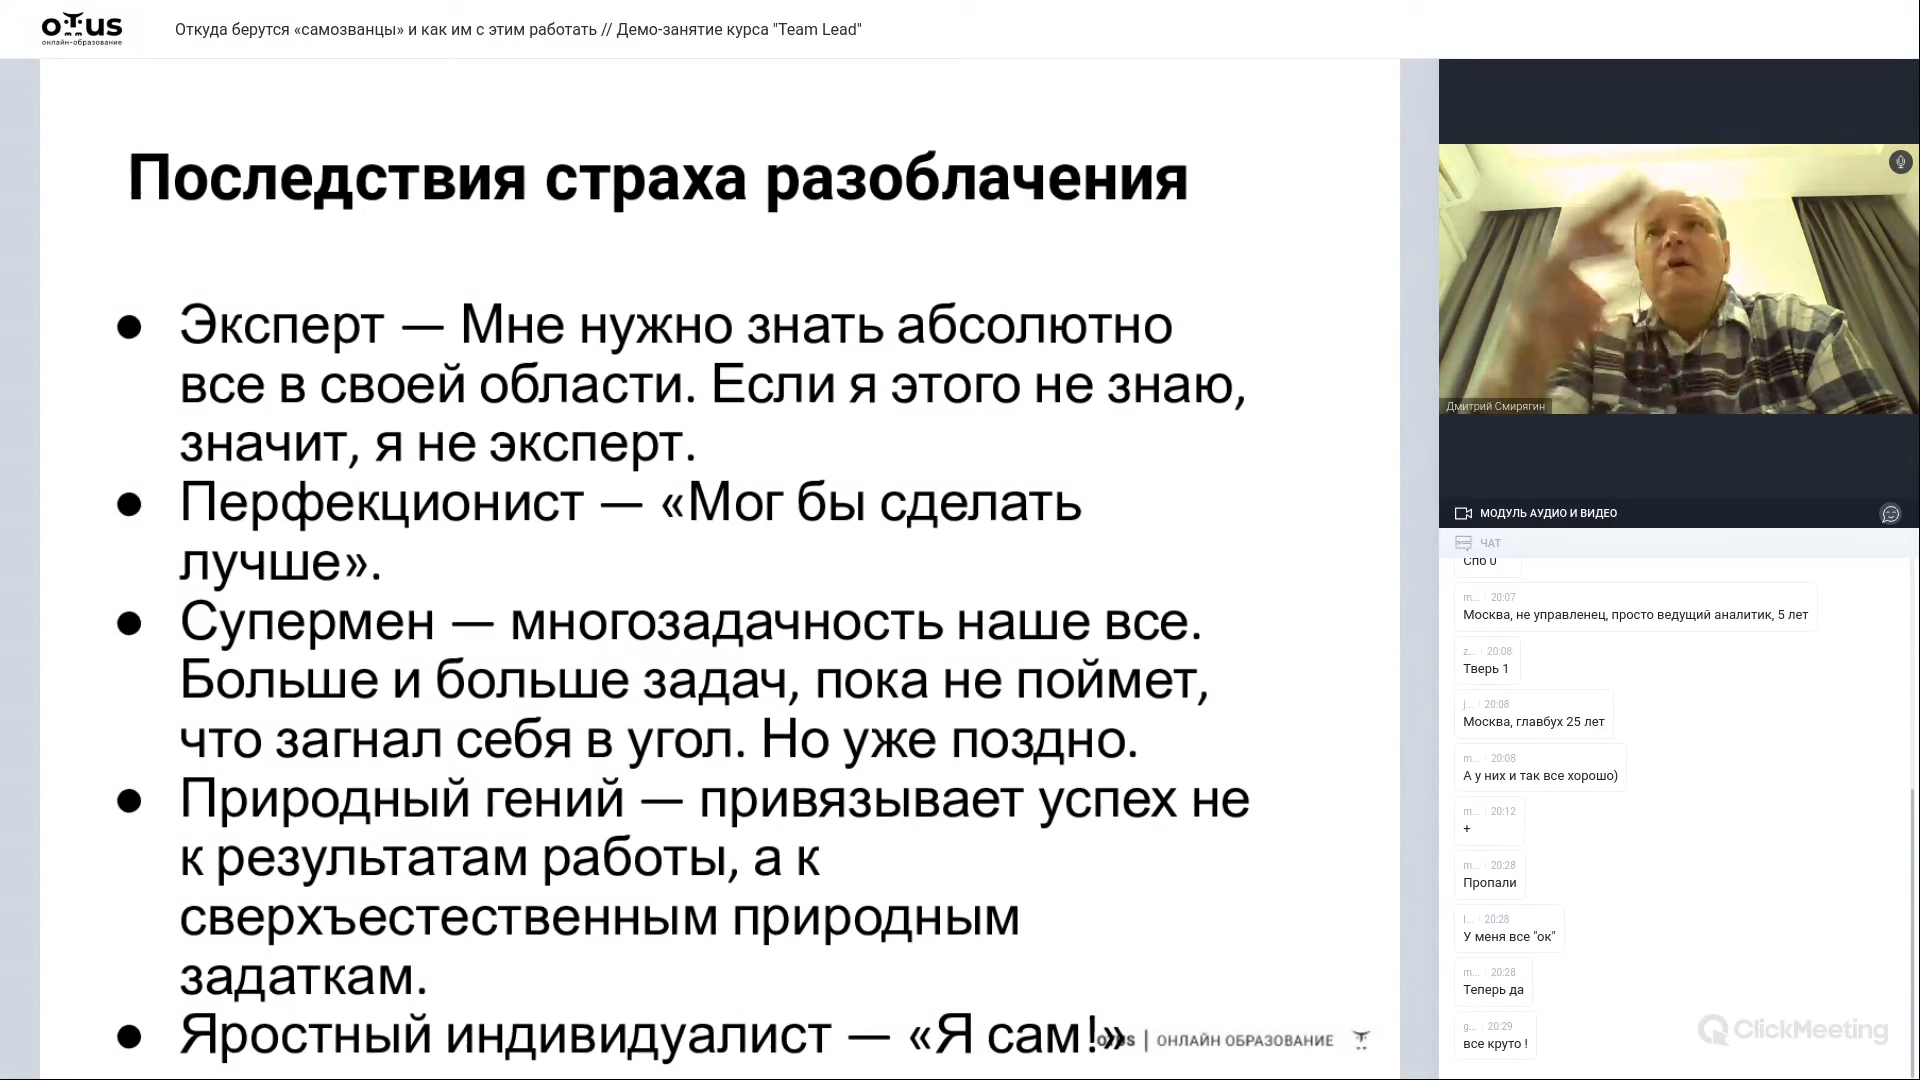 отus
онлайн-образование
Откуда берутся «самозванцы» и как им с этим работать // Демо-занятие курса "Team Lead"
Последствия страха разоблачения
● Эксперт — Мне нужно знать абсолютно
все в своей области. Если я этого не знаю,
значит, я не эксперт.
● Перфекционист — «Мог бы сделать
лучше».
● Супермен — многозадачность наше все.
Больше и больше задач, пока не поймет,
что загнал себя в угол. Но уже поздно.
● Природный гений — привязывает успех не
к результатам работы, а к
сверхъестественным природным
задаткам.
● Яростный индивидуалист — «Я сам!»
отus | ОНЛАЙН ОБРАЗОВАНИЕ
Дмитрий Смирягин
МОДУЛЬ АУДИО И ВИДЕО
ЧАТ
Спб 0
m... 20:07
Москва, не управленец, просто ведущий аналитик, 5 лет
z... 20:08
Тверь 1
j... 20:08
Москва, главбух 25 лет
m... 20:08
А у них и так все хорошо)
m... 20:12
+
m... 20:28
Пропали
l... 20:28
У меня все "ок"
m... 20:28
Теперь да
g... 20:29
все круто !
ClickMeeting